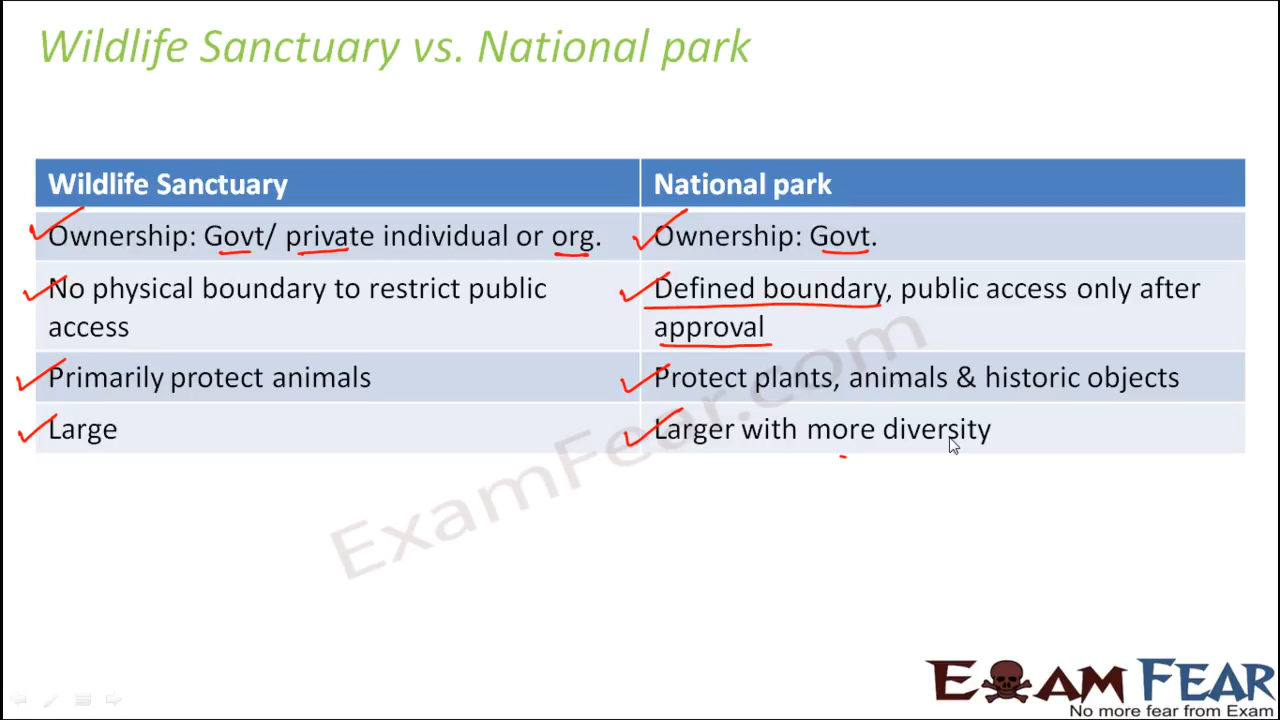 Wildlife Sanctuary vs. National park
Wildlife Sanctuary
National park
Ownership: Govt/ private individual or org.
Ownership: Govt.
No physical boundary to restrict public
access
Defined boundary, public access only after
approval
Primarily protect animals
Protect plants, animals & historic objects
Large
Larger with more diversity
ExamFear.com
EXAM FEAR
No more fear from Exam